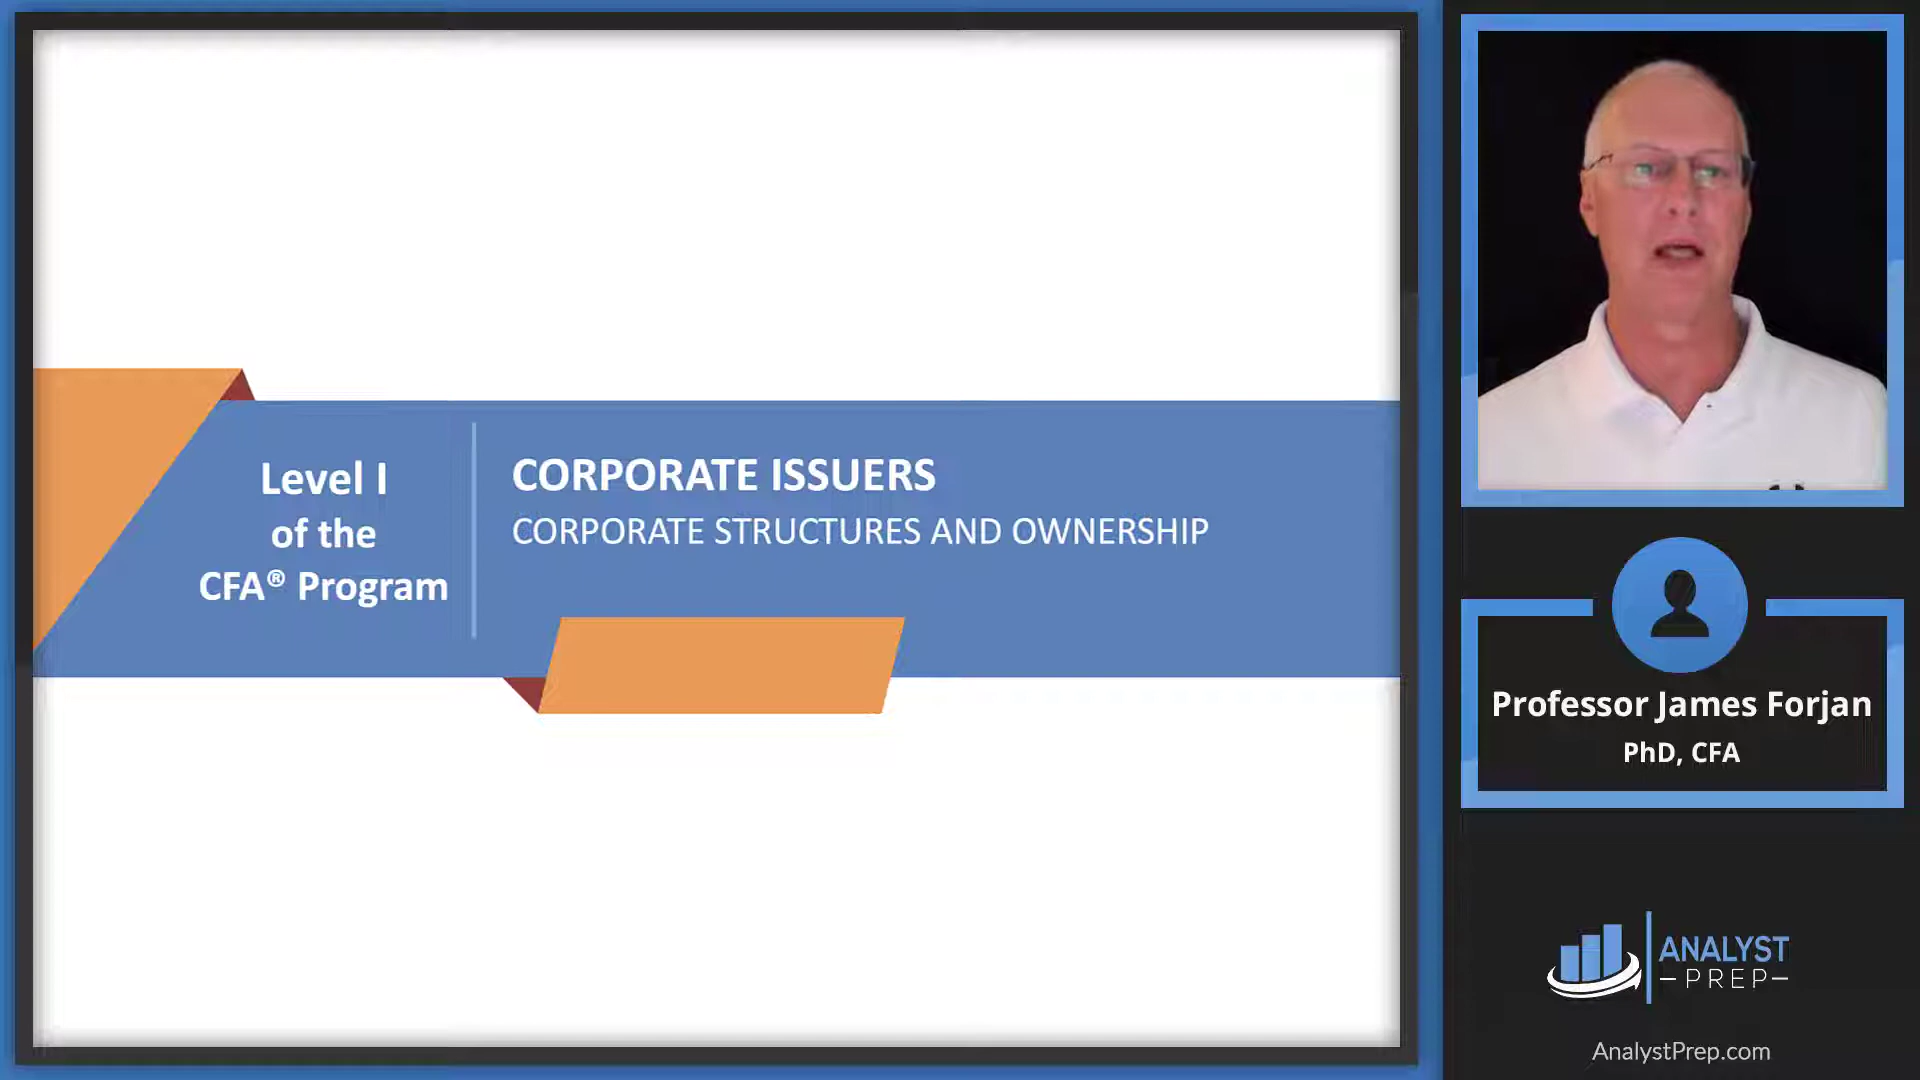 Level I
of the
CFA® Program
CORPORATE ISSUERS
CORPORATE STRUCTURES AND OWNERSHIP
Professor James Forjan
PhD, CFA
ANALYST
PREP
AnalystPrep.com